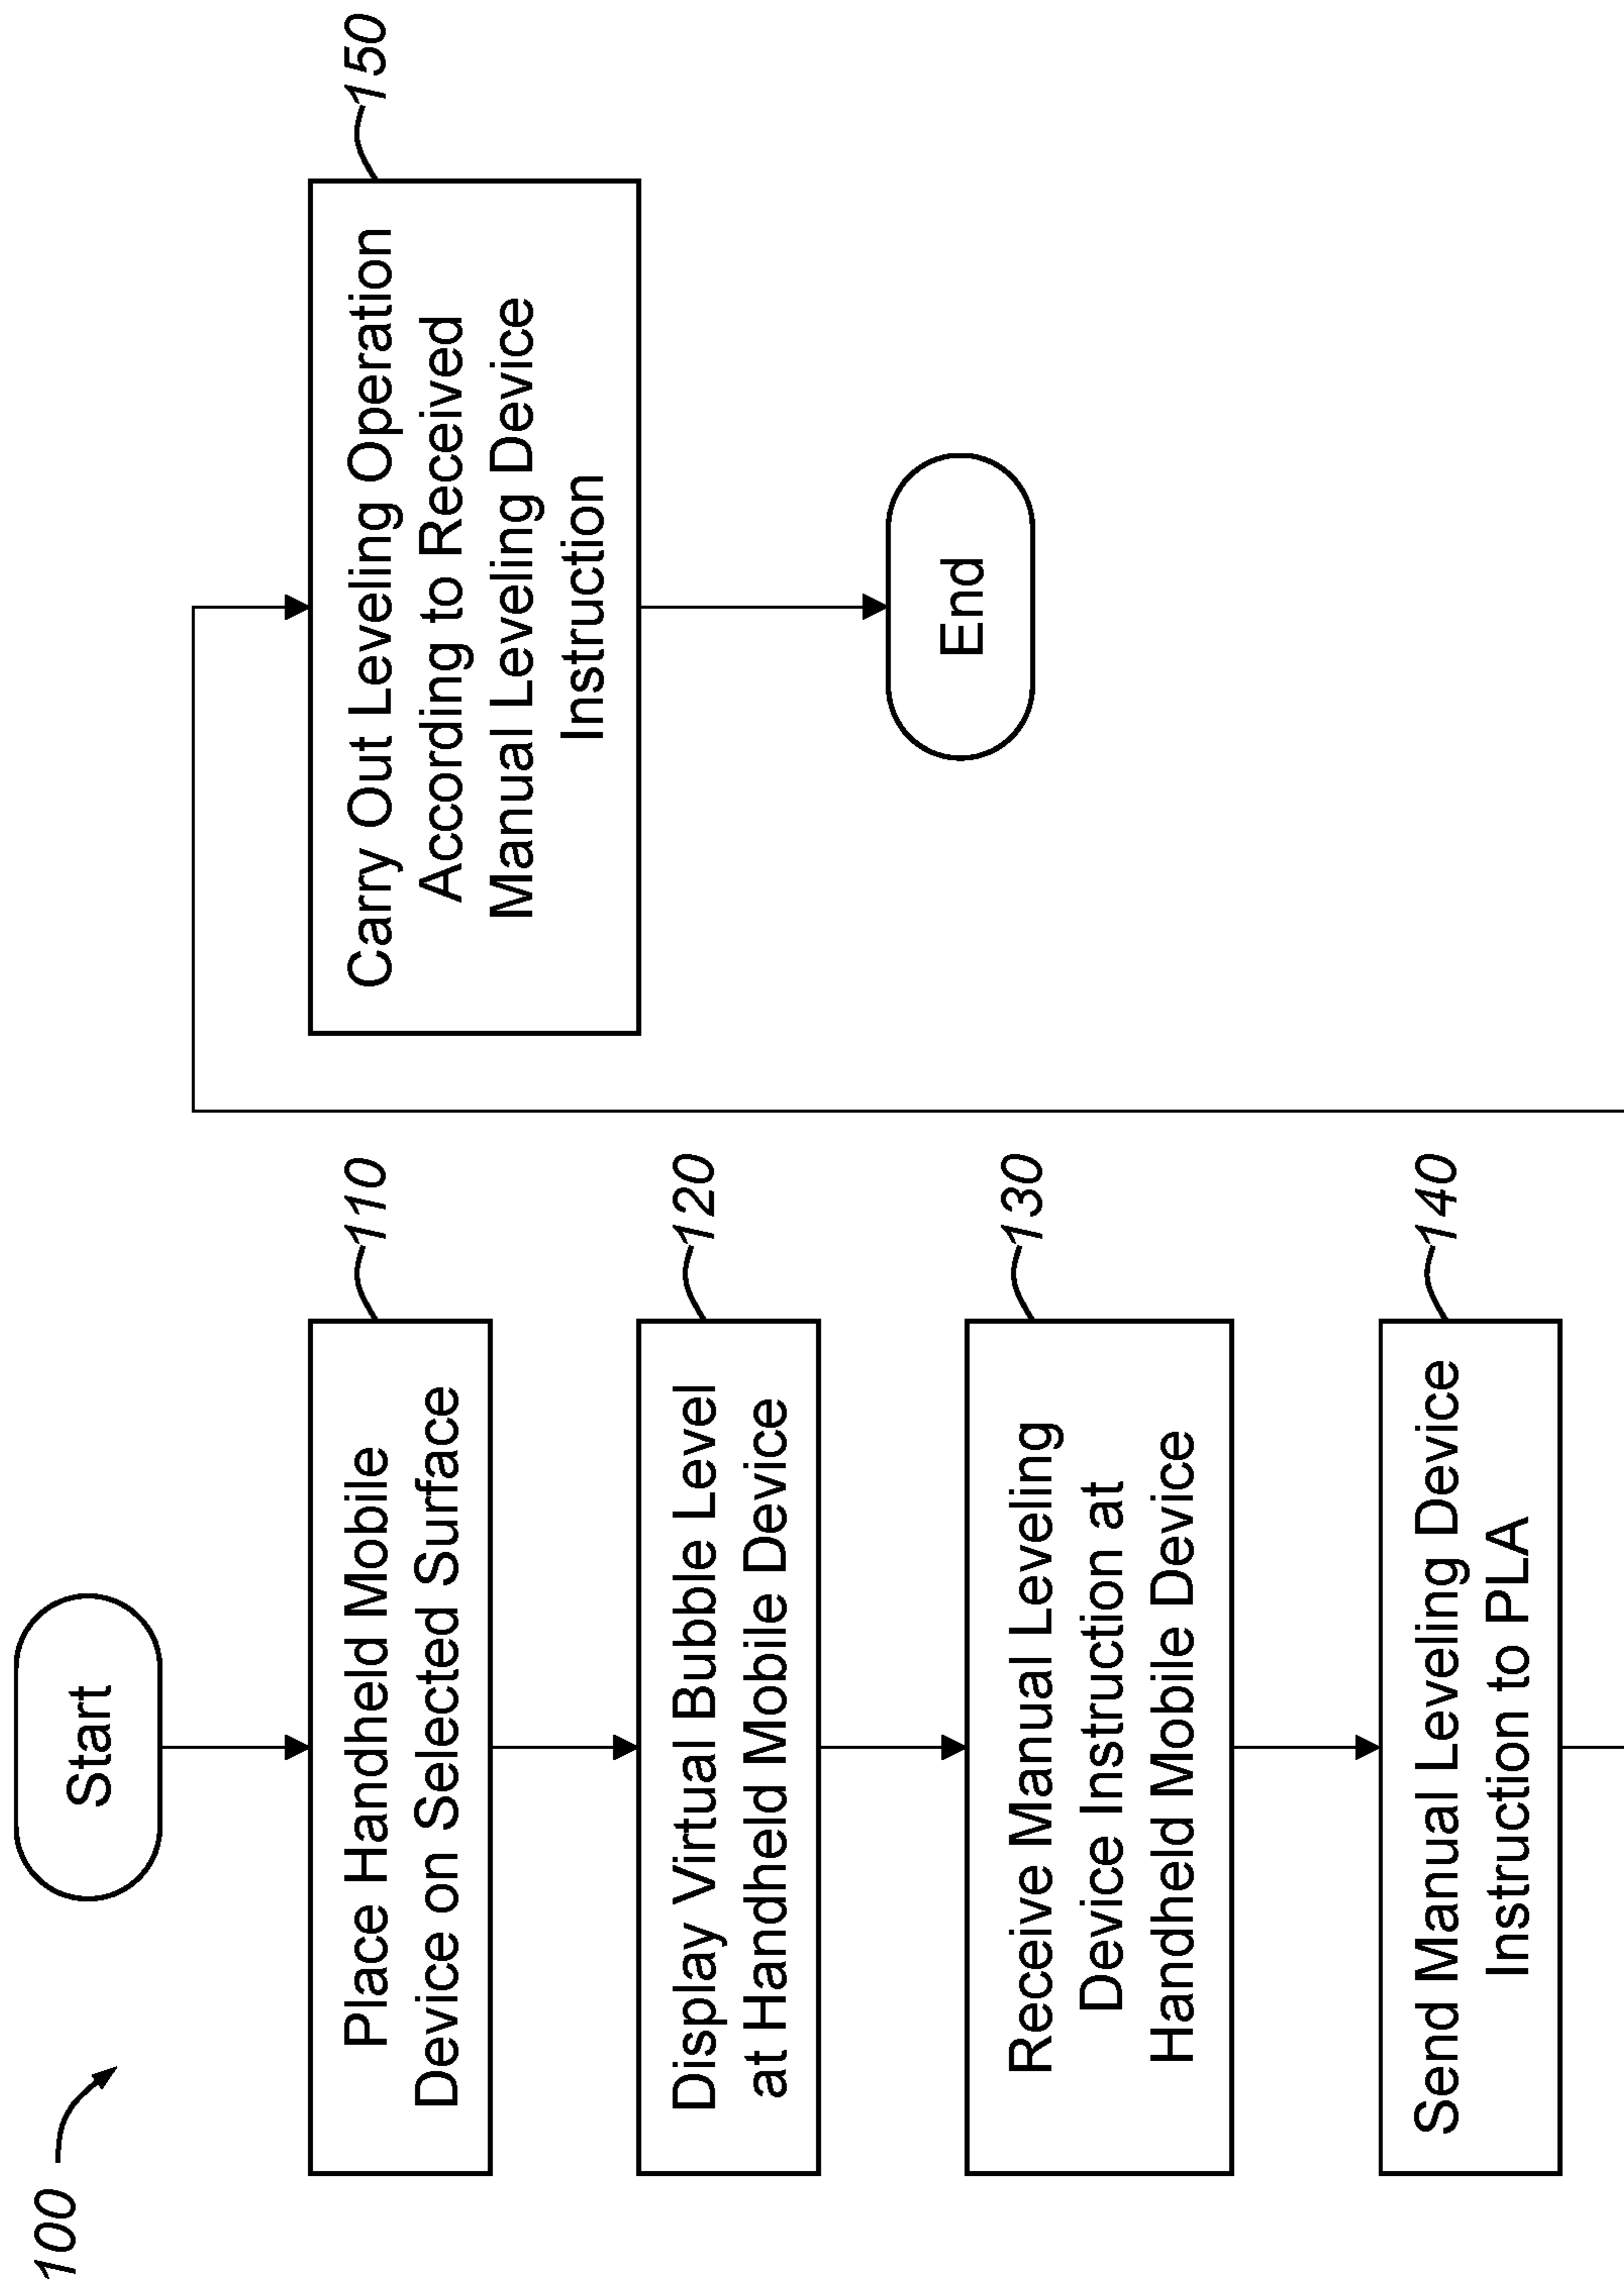 100
Start
Place Handheld Mobile
Device on Selected Surface
110
Display Virtual Bubble Level
at Handheld Mobile Device
120
Receive Manual Leveling
Device Instruction at
Handheld Mobile Device
130
Send Manual Leveling Device
Instruction to PLA
140
Carry Out Leveling Operation
According to Received
Manual Leveling Device
Instruction
150
End